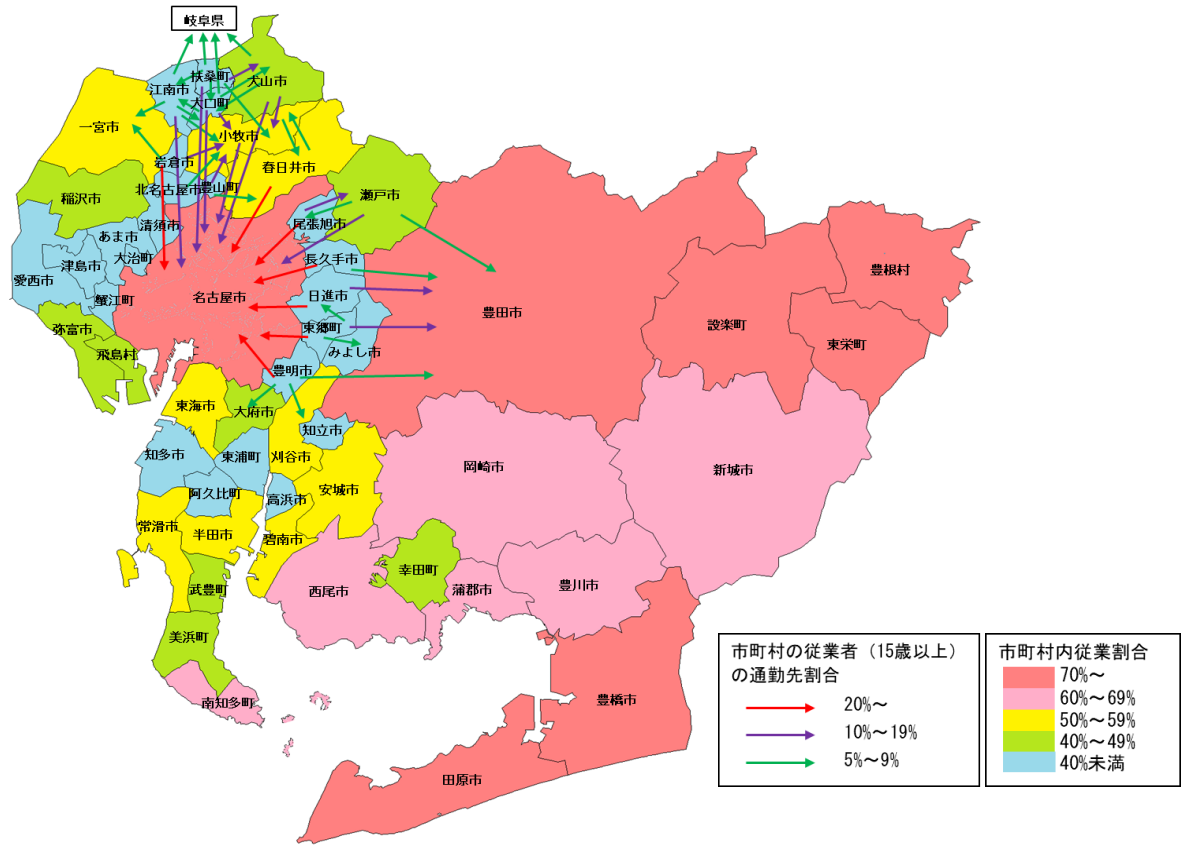 岐阜県
扶桑町
犬山市
江南市
大口町
一宮市
小牧市
岩倉市
春日井市
北名古屋市
豊山町
稲沢市
瀬戸市
清須市
尾張旭市
あま市
大治町
長久手市
津島市
愛西市
蟹江町
名古屋市
日進市
豊根村
豊田市
設楽町
東栄町
弥富市
東郷町
飛島村
みよし市
豊明市
東海市
大府市
知立市
知多市
東浦町
刈谷市
岡崎市
新城市
阿久比町
高浜市
安城市
常滑市
半田市
碧南市
幸田町
武豊町
西尾市
蒲郡市
豊川市
美浜町
南知多町
豊橋市
田原市
市町村の従業者（15歳以上）
の通勤先割合
20%～
10%～19%
5%～9%
市町村内従業割合
70%～
60%～69%
50%～59%
40%～49%
40%未満